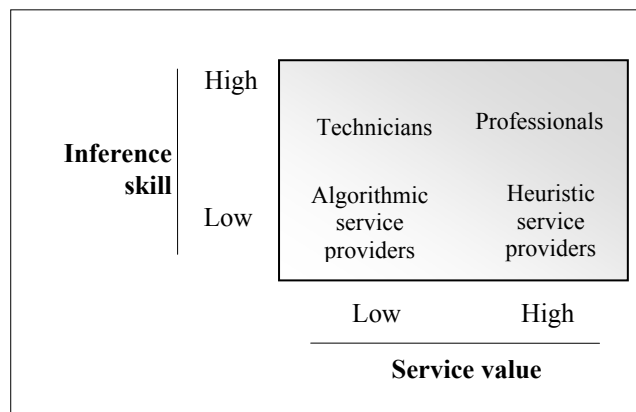 High
Technicians
Professionals
Inference
skill
Low
Algorithmic
service
providers
Heuristic
service
providers
Low
High
Service value